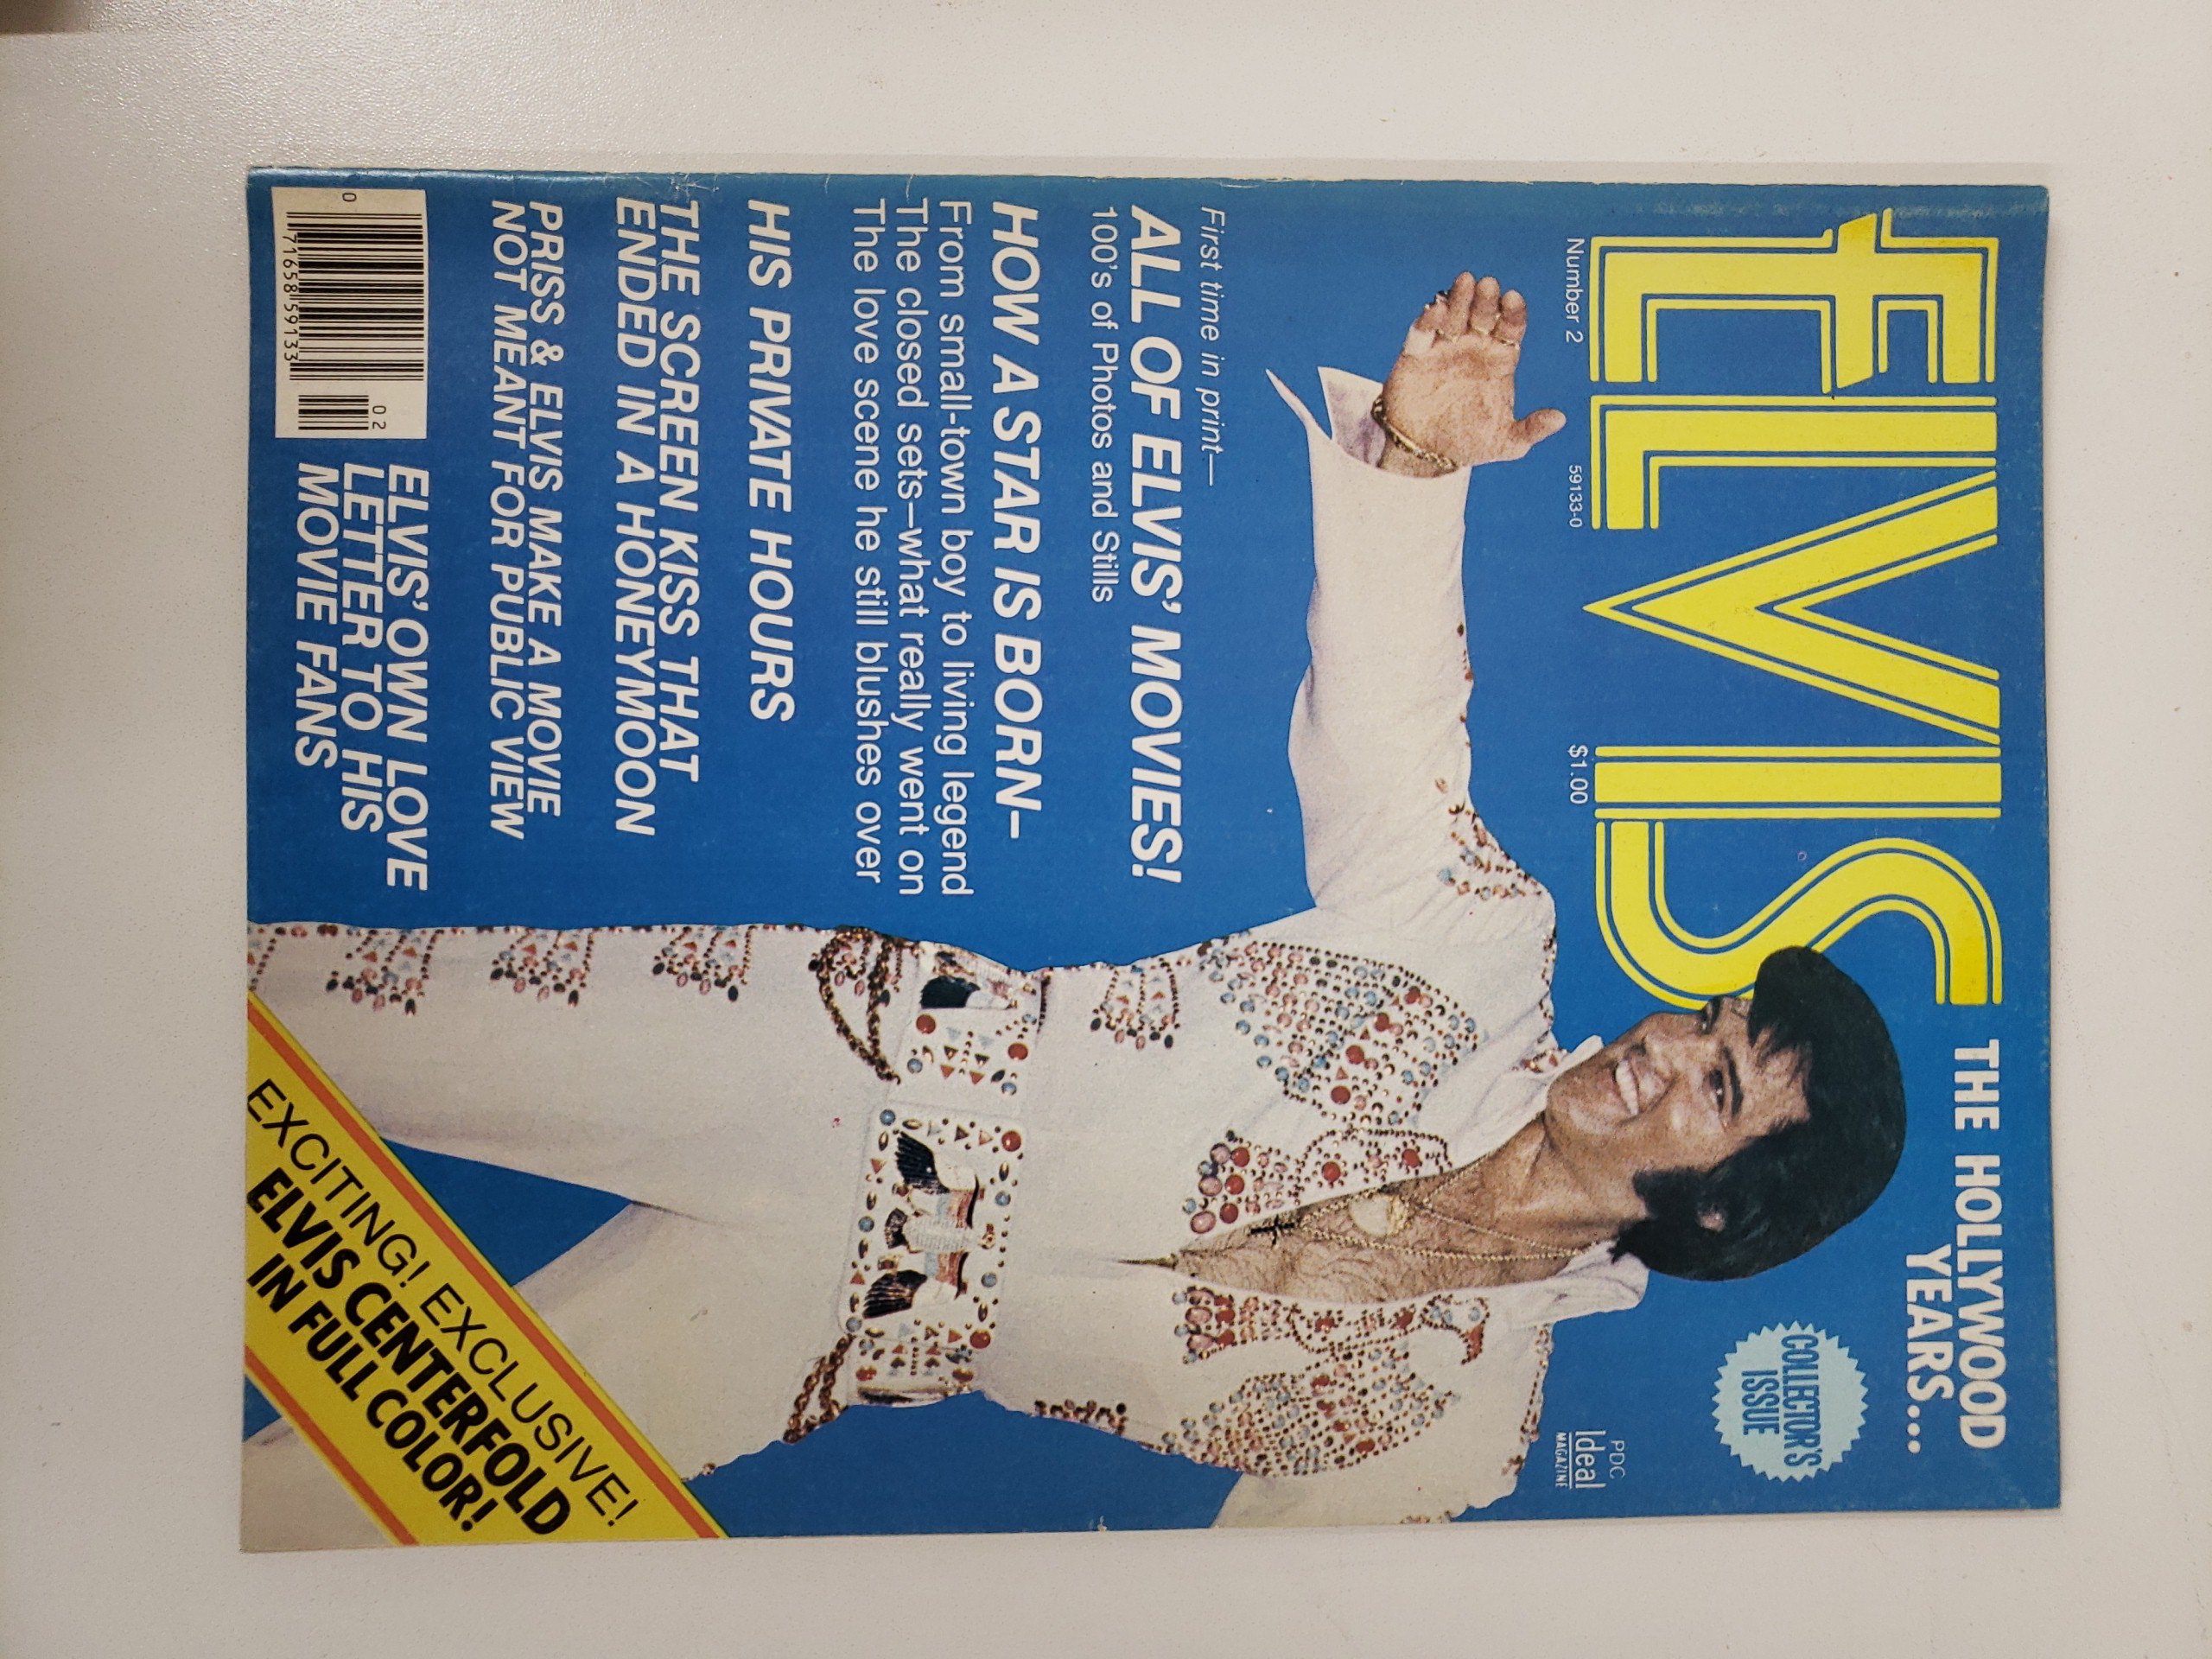 ELVIS
THE HOLLYWOOD
YEARS...
COLLECTOR'S
ISSUE
Number 2
59133-0
$1.00
PDC
Ideal
MAGAZINE
First time in print—
ALL OF ELVIS' MOVIES!
100's of Photos and Stills
HOW A STAR IS BORN–
From small-town boy to living legend
The closed sets–what really went on
The love scene he still blushes over
HIS PRIVATE HOURS
THE SCREEN KISS THAT
ENDED IN A HONEYMOON
PRISS & ELVIS MAKE A MOVIE
NOT MEANT FOR PUBLIC VIEW
ELVIS' OWN LOVE
LETTER TO HIS
MOVIE FANS
0 71658 59133
02
EXCITING! EXCLUSIVE!
ELVIS CENTERFOLD
IN FULL COLOR!